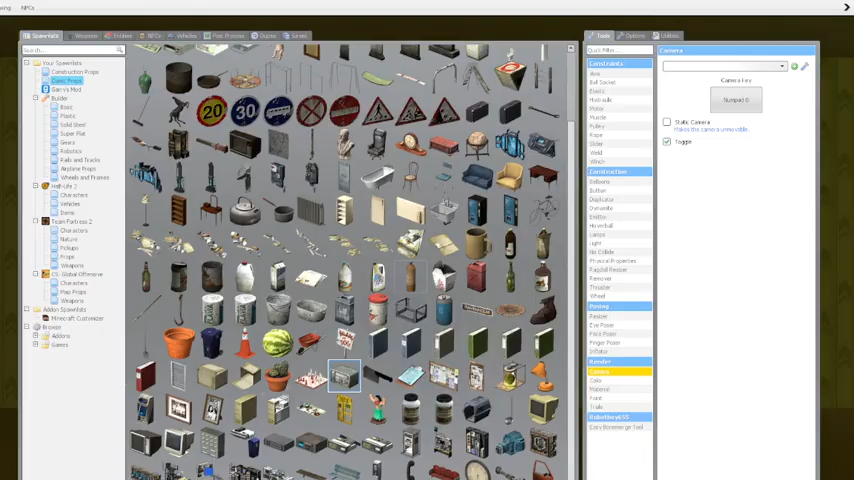 NPCs
Spawnlists
Weapons
Entities
NPCs
Vehicles
Post Process
Dupes
Saves
Search...
Your Spawnlists
Construction Props
Comic Props
Garry's Mod
Builder
Basic
Plastic
Solid Steel
Super Flat
Gears
Robotics
Rails and Tracks
Airplane Props
Wheels and Frames
Half-Life 2
Characters
Vehicles
Items
Team Fortress 2
Characters
Nature
Pickups
Props
Weapons
CS: Global Offensive
Characters
Map Props
Weapons
Addon Spawnlists
Minecraft Customizer
Browse
Addons
Games
20
30
Tools
Options
Utilities
Quick Filter...
Constraints
Axis
Ball Socket
Elastic
Hydraulic
Motor
Muscle
Pulley
Rope
Slider
Weld
Winch
Construction
Balloons
Button
Duplicator
Dynamite
Emitter
Hoverball
Lamps
Light
No Collide
Physical Properties
Ragdoll Resizer
Remover
Thruster
Wheel
Posing
Eye Poser
Face Poser
Finger Poser
Inflator
Render
Camera
Color
Material
Paint
Trails
Easy Bonemerge Tool
Camera
Camera Key
Numpad 0
Static Camera
Makes the camera unmovable.
Toggle